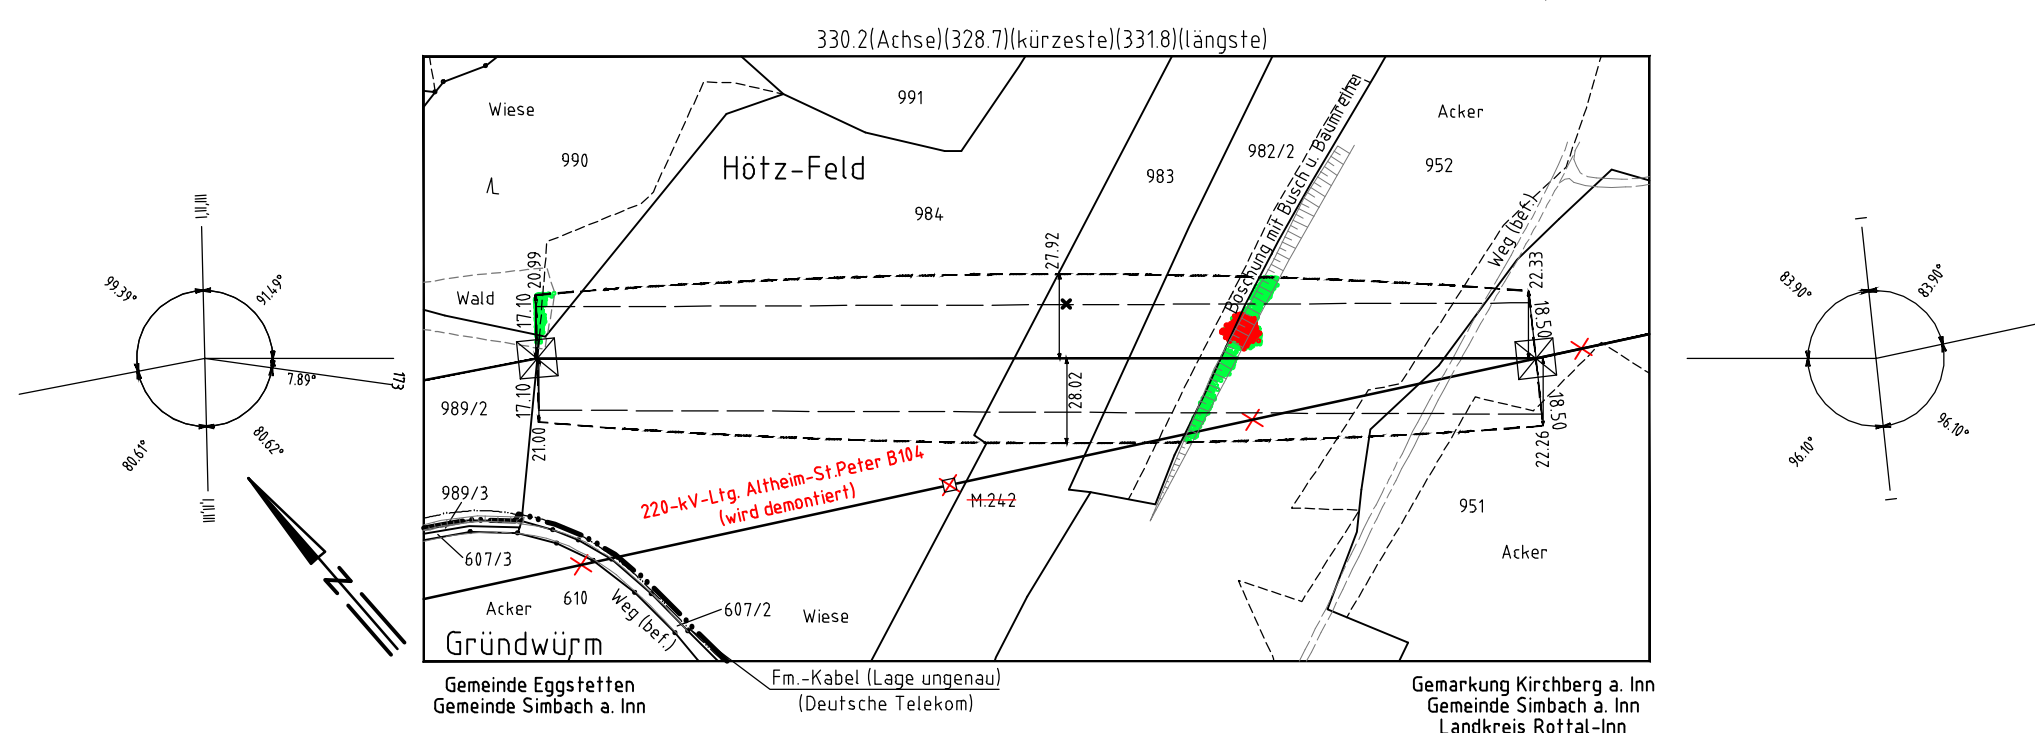 330.2(Achse)(328.7)(kürzeste)(331.8)(längste)
Wiese
991
Acker
990
Hötz-Feld
983
982/2
952
984
Böschung mit Busch u. Baumreihe
Weg (bef.)
III,II,I
99.39°
91.49°
7.89°
173
80.61°
80.62°
I,II,III
N
Wald
17.10
20.99
27.92
28.02
22.33
18.50
18.50
22.26
17.10
21.00
989/2
989/3
220-kV-Ltg. Altheim-St.Peter B104
(wird demontiert)
M.242
951
Acker
607/3
610
Acker
Weg (bef.)
607/2
Wiese
Gründwürm
I
83.90°
83.90°
96.10°
96.10°
I
Fm.-Kabel (Lage ungenau)
(Deutsche Telekom)
Gemeinde Eggstetten
Gemeinde Simbach a. Inn
Gemarkung Kirchberg a. Inn
Gemeinde Simbach a. Inn
Landkreis Rottal-Inn